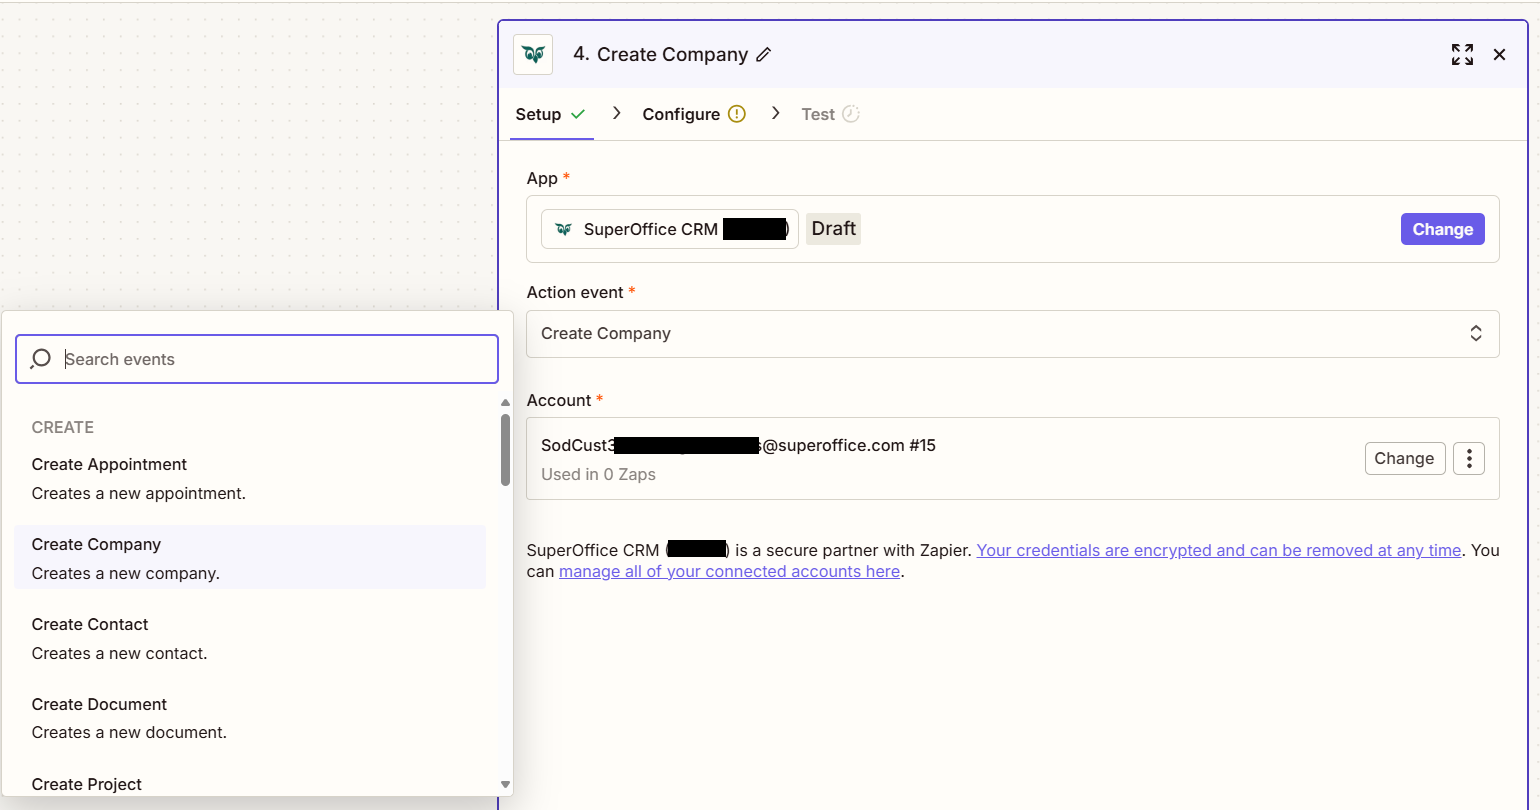 4. Create Company
Setup
Configure
Test
App *
SuperOffice CRM )
Draft
Change
Action event *
Create Company
Account *
SodCust3 s@superoffice.com #15
Used in 0 Zaps
Change
SuperOffice CRM ( ) is a secure partner with Zapier. Your credentials are encrypted and can be removed at any time. You
can manage all of your connected accounts here.
Search events
CREATE
Create Appointment
Creates a new appointment.
Create Company
Creates a new company.
Create Contact
Creates a new contact.
Create Document
Creates a new document.
Create Project